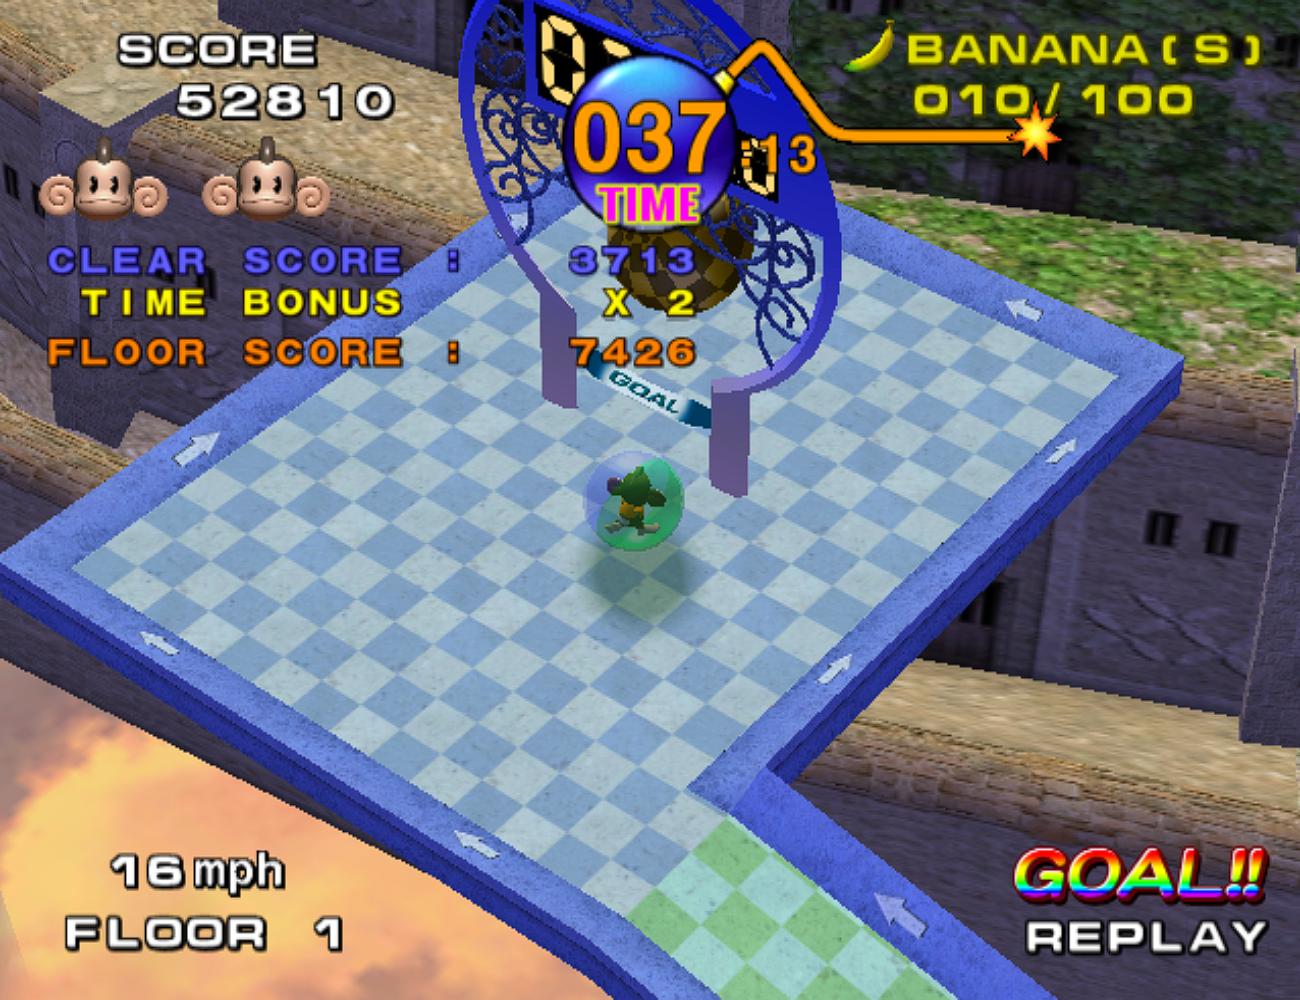 SCORE
52810
BANANA(S)
010/100
037
13
TIME
CLEAR SCORE : 3713
TIME BONUS X 2
FLOOR SCORE : 7426
GOAL
16 mph
FLOOR 1
GOAL!!
REPLAY